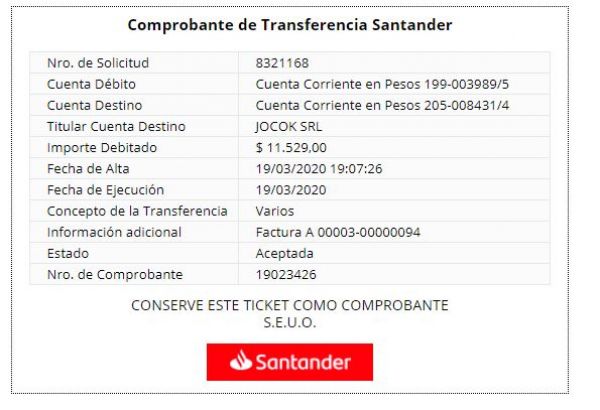 Comprobante de Transferencia Santander
Nro. de Solicitud 8321168
Cuenta Débito Cuenta Corriente en Pesos 199-003989/5
Cuenta Destino Cuenta Corriente en Pesos 205-008431/4
Titular Cuenta Destino JOCOK SRL
Importe Debitado $ 11.529,00
Fecha de Alta 19/03/2020 19:07:26
Fecha de Ejecución 19/03/2020
Concepto de la Transferencia Varios
Información adicional Factura A 00003-00000094
Estado Aceptada
Nro. de Comprobante 19023426
CONSERVE ESTE TICKET COMO COMPROBANTE
S.E.U.O.
Santander